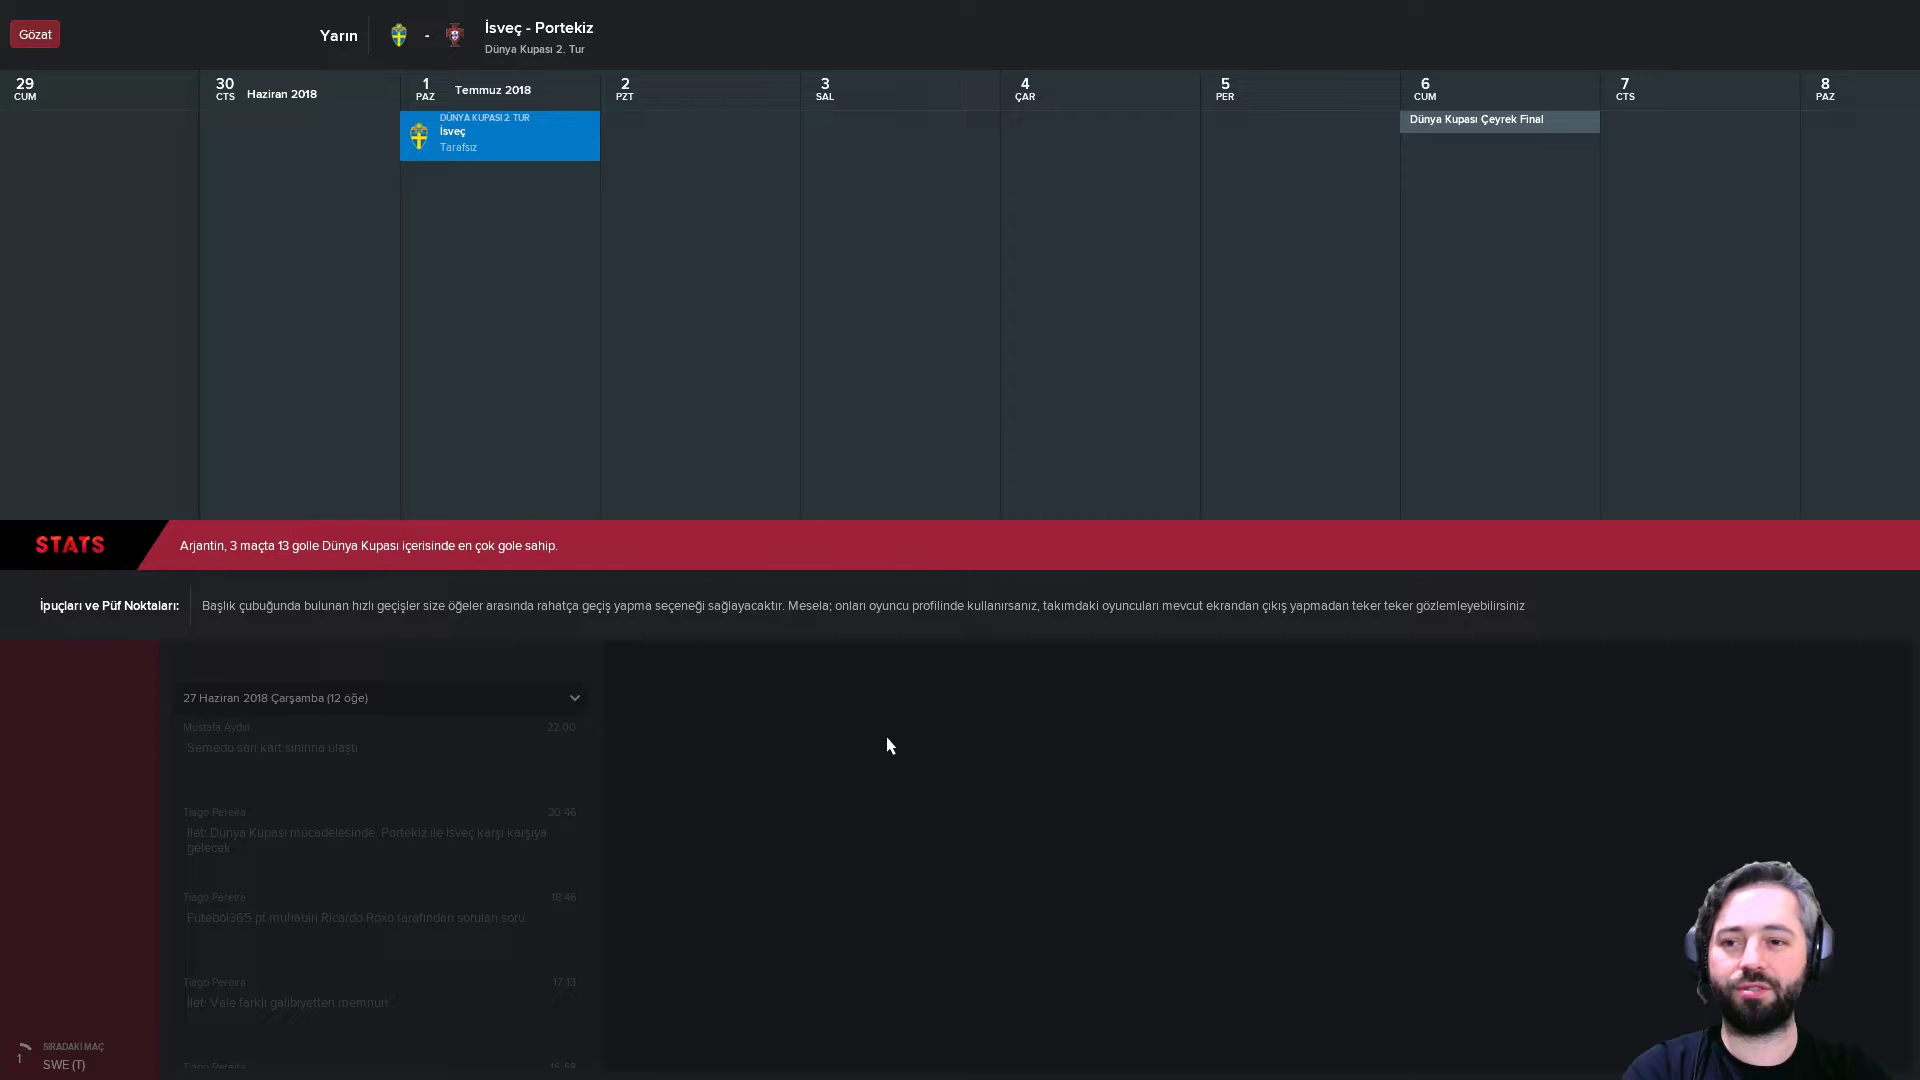 Gözat
Yarın
-
İsveç - Portekiz
Dünya Kupası 2. Tur
29
CUM
30
CTS
Haziran 2018
1
PAZ
Temmuz 2018
2
PZT
3
SAL
4
ÇAR
5
PER
6
CUM
7
CTS
8
PAZ
DÜNYA KUPASI 2. TUR
İsveç
Tarafsız
Dünya Kupası Çeyrek Final
STATS
Arjantin, 3 maçta 13 golle Dünya Kupası içerisinde en çok gole sahip.
İpuçları ve Püf Noktaları:
Başlık çubuğunda bulunan hızlı geçişler size öğeler arasında rahatça geçiş yapma seçeneği sağlayacaktır. Mesela; onları oyuncu profilinde kullanırsanız, takımdaki oyuncuları mevcut ekrandan çıkış yapmadan teker teker gözlemleyebilirsiniz
27 Haziran 2018 Çarşamba (12 öğe)
Mustafa Aydın
22:00
Semedo sarı kart sınırına ulaştı
Tiago Pereira
20:46
İlet: Dünya Kupası mücadelesinde, Portekiz ile İsveç karşı karşıya
gelecek
Tiago Pereira
18:46
Futebol365.pt muhabiri Ricardo Roxo tarafından sorulan soru
Tiago Pereira
17:13
İlet: Vale farklı galibiyetten memnun
Tiago Pereira
16:58
1
SIRADAKİ MAÇ
SWE (T)